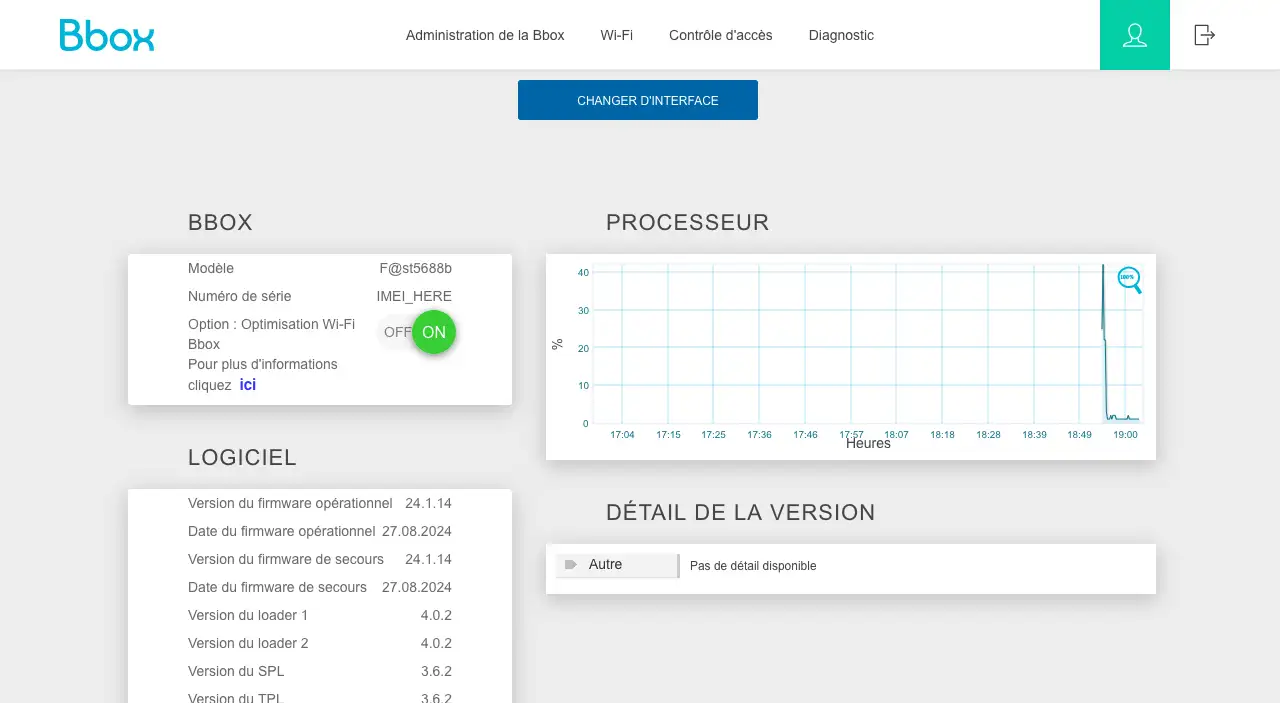 Bbox
Administration de la Bbox
Wi-Fi
Contrôle d'accès
Diagnostic
CHANGER D'INTERFACE
BBOX
Modèle F@st5688b
Numéro de série IMEI_HERE
Option : Optimisation Wi-Fi
Bbox
OFF ON
Pour plus d'informations
cliquez ici
LOGICIEL
Version du firmware opérationnel 24.1.14
Date du firmware opérationnel 27.08.2024
Version du firmware de secours 24.1.14
Date du firmware de secours 27.08.2024
Version du loader 1 4.0.2
Version du loader 2 4.0.2
Version du SPL 3.6.2
Version du TPL 3.6.2
PROCESSEUR
100%
%
40
30
20
10
0
17:04 17:15 17:25 17:36 17:46 17:57 18:07 18:18 18:28 18:39 18:49 19:00
Heures
DÉTAIL DE LA VERSION
Autre Pas de détail disponible